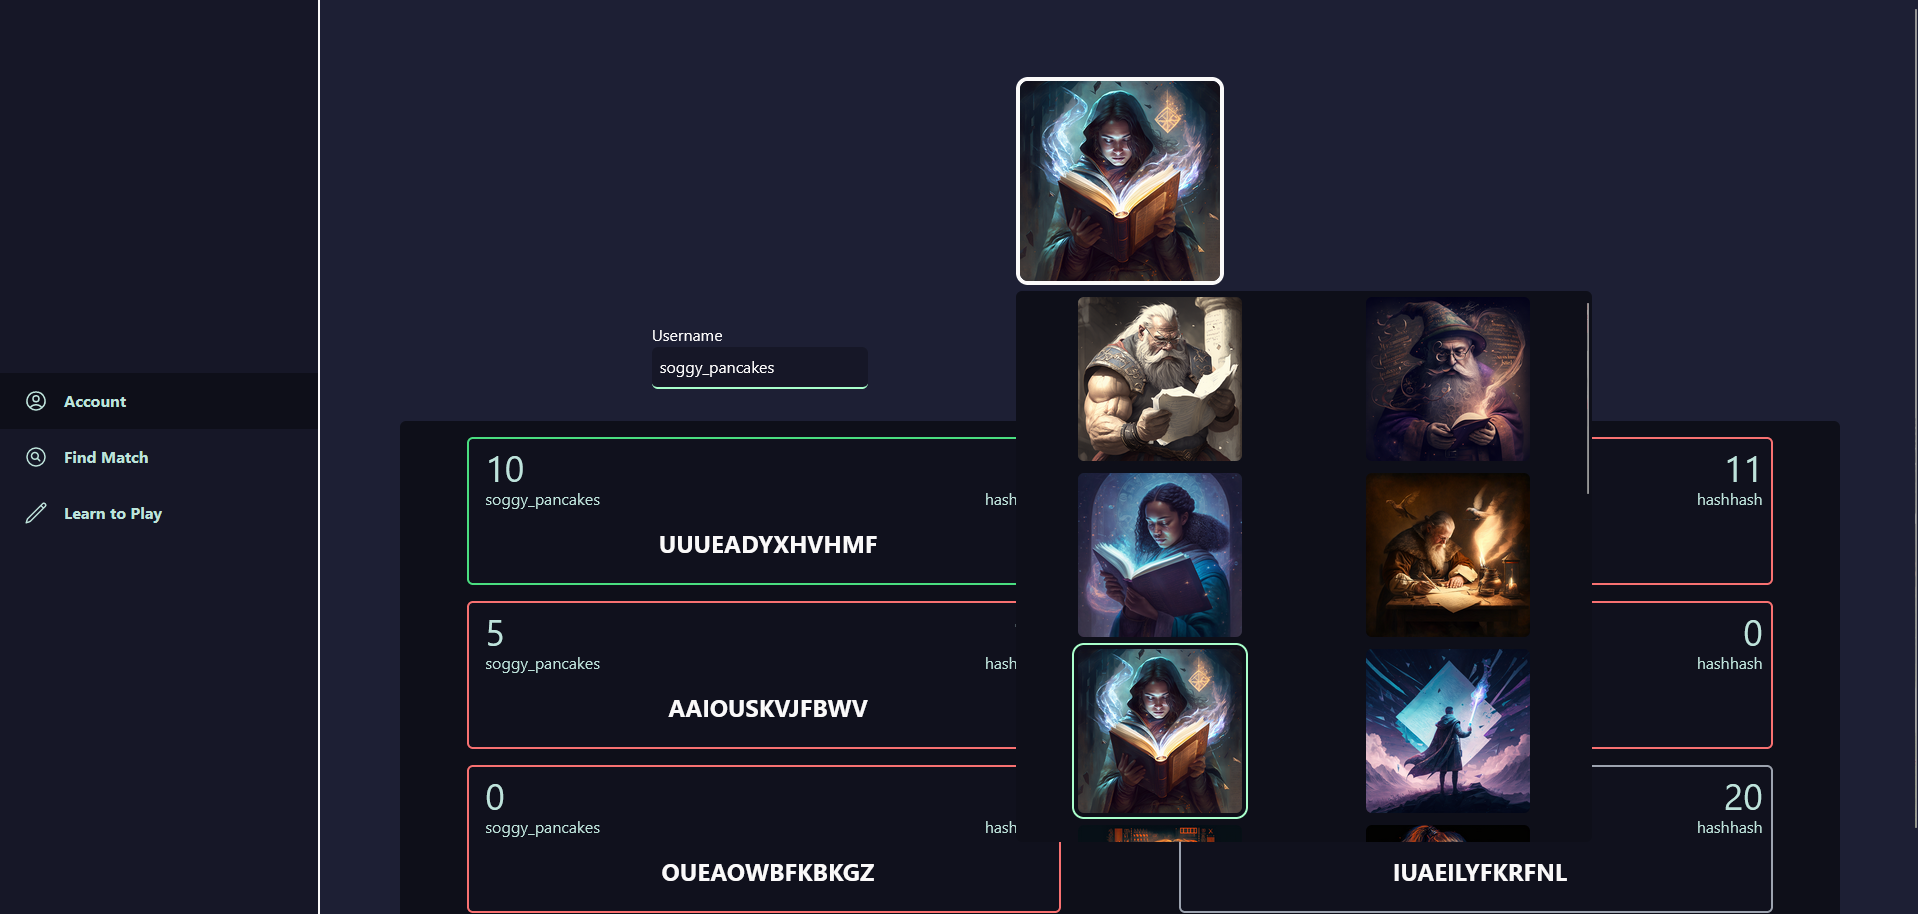 Account
Find Match
Learn to Play
Username
soggy_pancakes
10
soggy_pancakes
hash
UUUEADYXHVHMF
11
hashhash
5
soggy_pancakes
hash
AAIOUSKVJFBWV
0
hashhash
0
soggy_pancakes
hash
OUEAOWBFKBKGZ
20
hashhash
IUAEILYFKRFNL